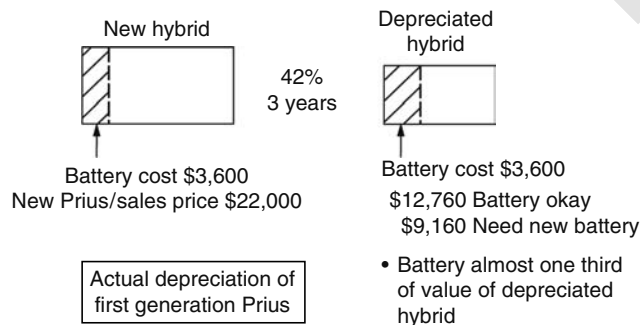 New hybrid
42%
3 years
Depreciated
hybrid
Battery cost $3,600
New Prius/sales price $22,000
Battery cost $3,600
$12,760 Battery okay
$9,160 Need new battery
Actual depreciation of
first generation Prius
• Battery almost one third
of value of depreciated
hybrid